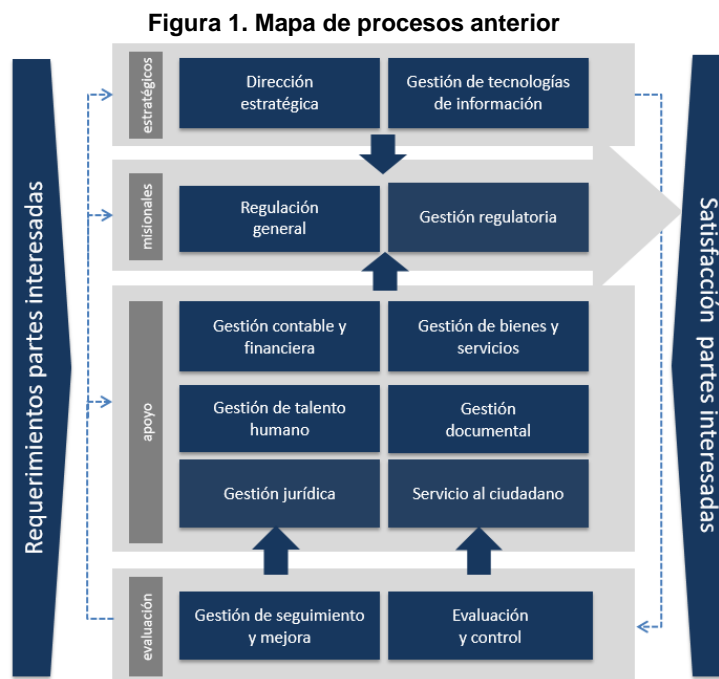 Figura 1. Mapa de procesos anterior
Requerimientos partes interesadas
estratégicos
Dirección
estratégica
Gestión de tecnologías
de información
misionales
Regulación
general
Gestión regulatoria
apoyo
Gestión contable y
financiera
Gestión de bienes y
servicios
Gestión de talento
humano
Gestión
documental
Gestión jurídica
Servicio al ciudadano
evaluación
Gestión de seguimiento
y mejora
Evaluación
y control
Satisfacción partes interesadas